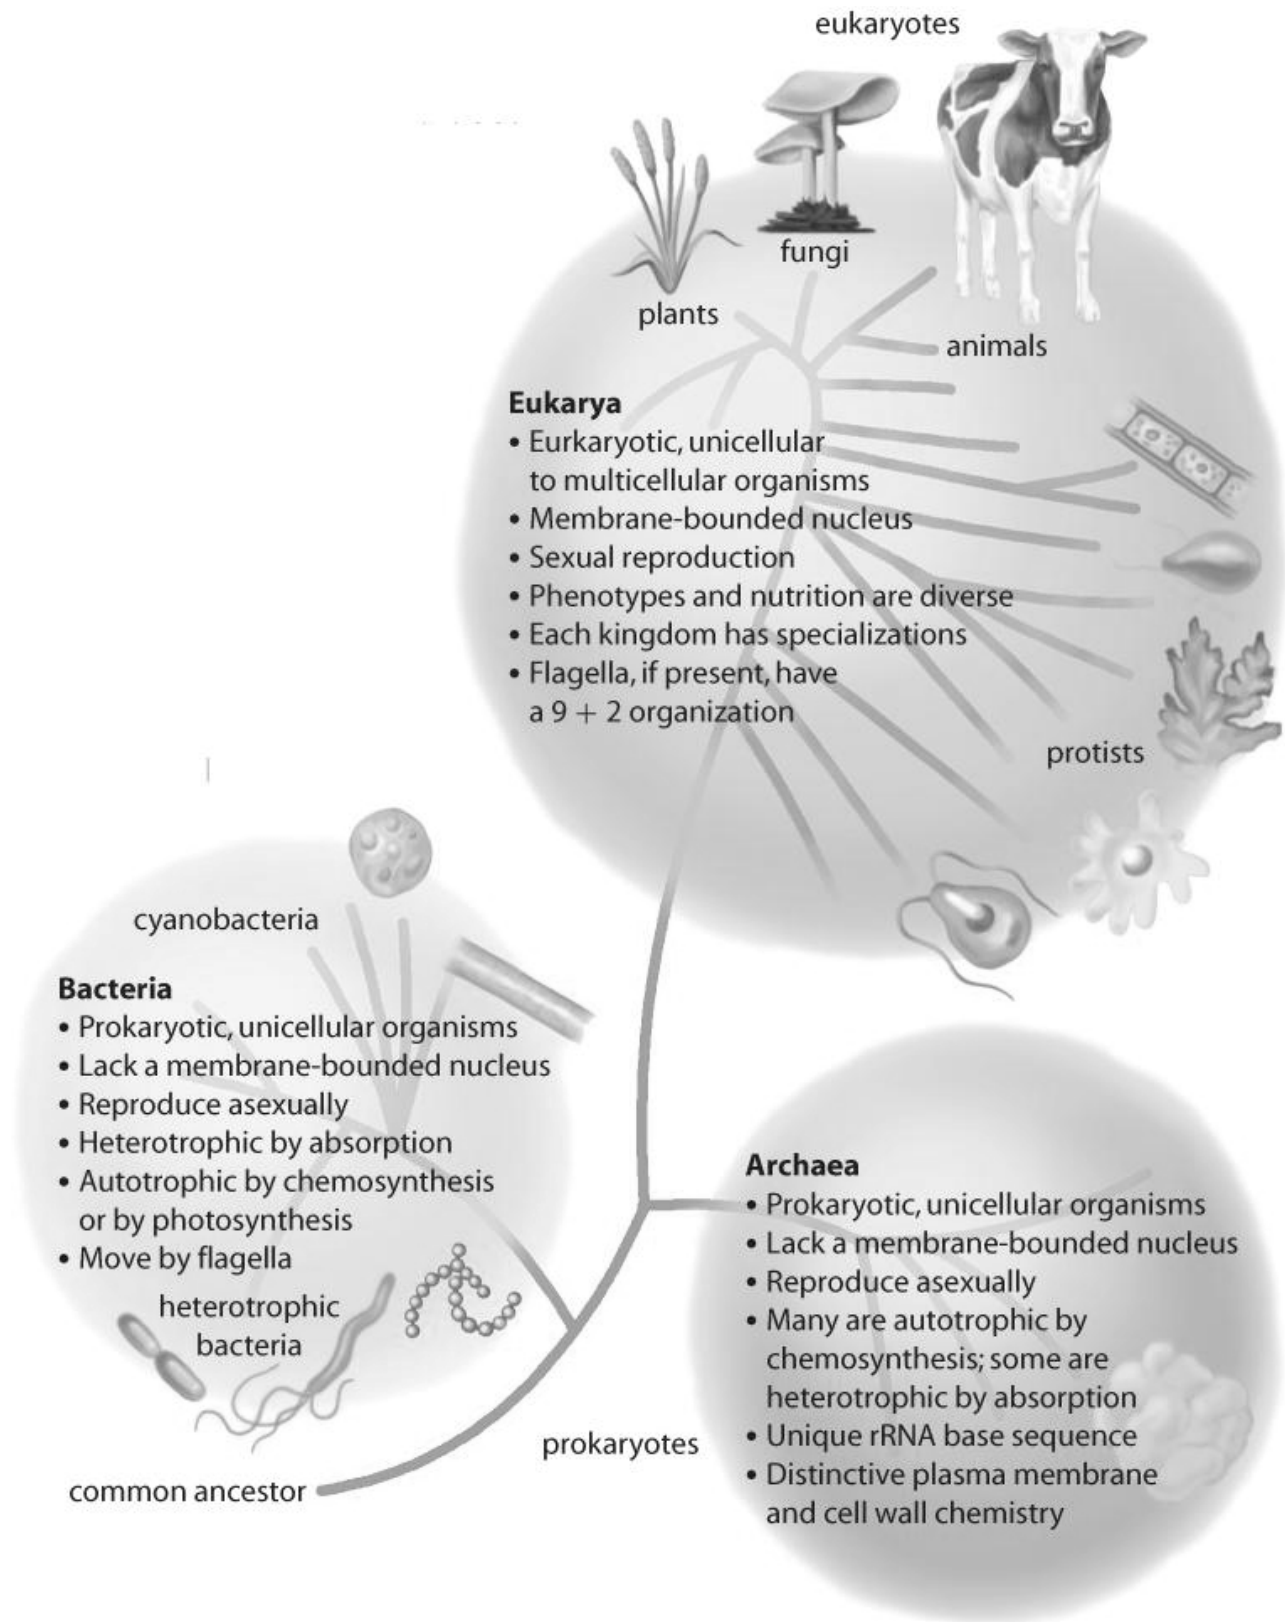 eukaryotes
fungi
plants
animals
Eukarya
• Eurkaryotic, unicellular
to multicellular organisms
• Membrane-bounded nucleus
• Sexual reproduction
• Phenotypes and nutrition are diverse
• Each kingdom has specializations
• Flagella, if present, have
a 9 + 2 organization
protists
cyanobacteria
Bacteria
• Prokaryotic, unicellular organisms
• Lack a membrane-bounded nucleus
• Reproduce asexually
• Heterotrophic by absorption
• Autotrophic by chemosynthesis
or by photosynthesis
• Move by flagella
heterotrophic
bacteria
Archaea
• Prokaryotic, unicellular organisms
• Lack a membrane-bounded nucleus
• Reproduce asexually
• Many are autotrophic by
chemosynthesis; some are
heterotrophic by absorption
• Unique rRNA base sequence
• Distinctive plasma membrane
and cell wall chemistry
prokaryotes
common ancestor